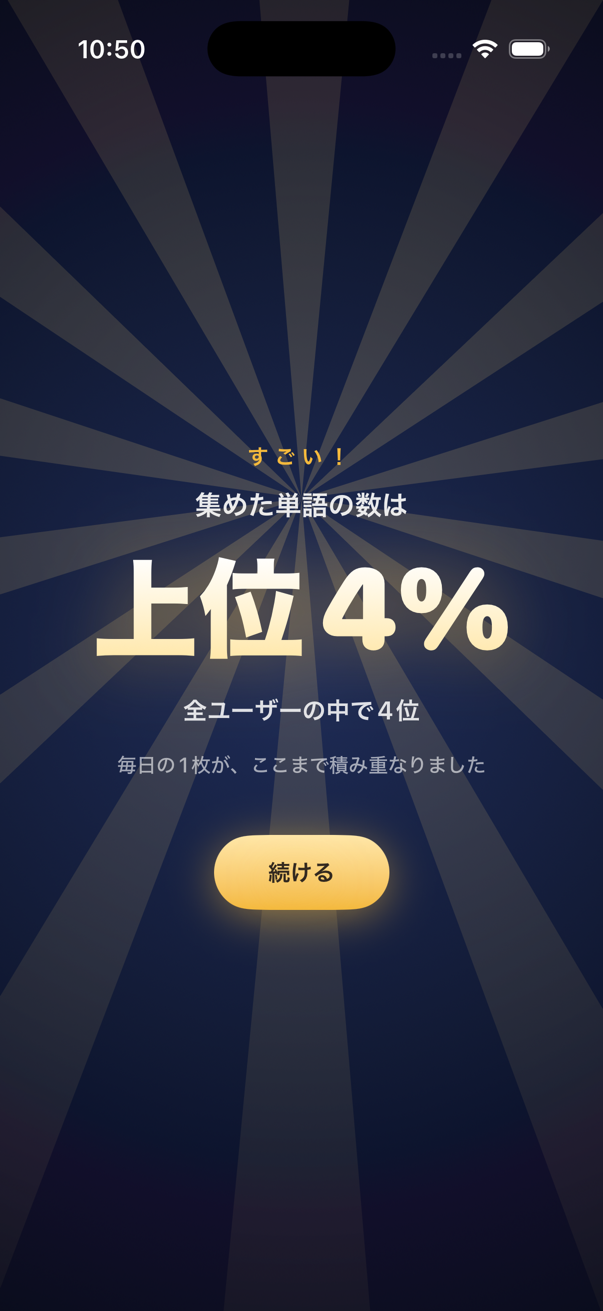 10:50
すごい！
集めた単語の数は
上位4%
全ユーザーの中で4位
毎日の1枚が、ここまで積み重なりました
続ける